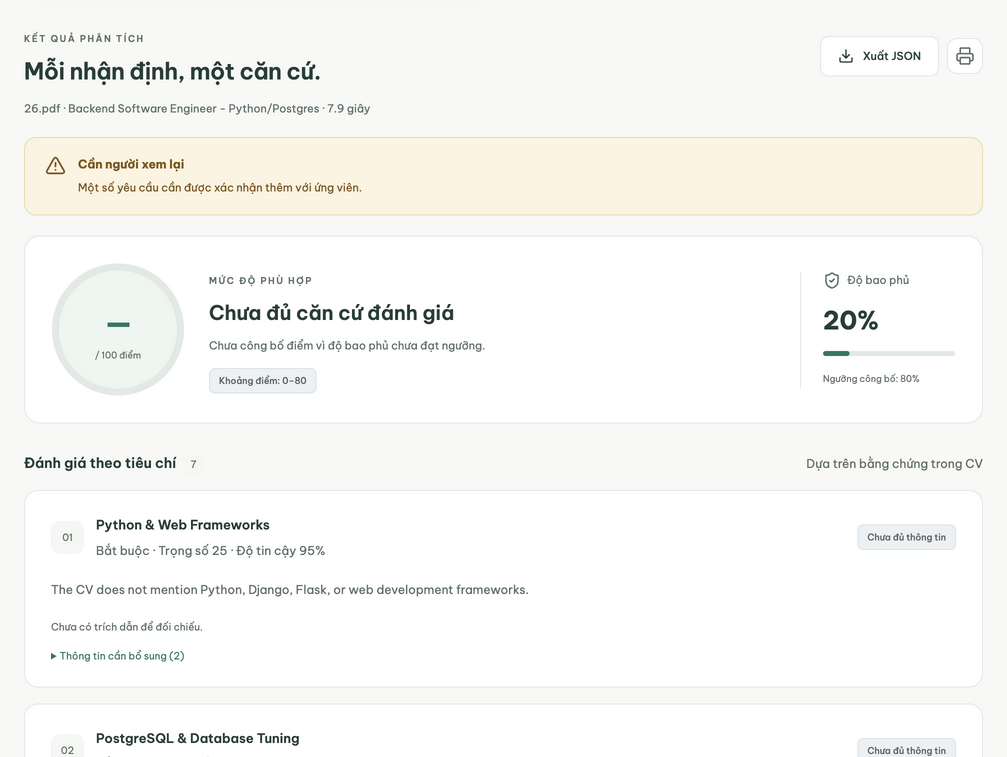 KẾT QUẢ PHÂN TÍCH
Mỗi nhận định, một căn cứ.
26.pdf · Backend Software Engineer - Python/Postgres · 7.9 giây
Xuất JSON
Cần người xem lại
Một số yêu cầu cần được xác nhận thêm với ứng viên.
/ 100 điểm
MỨC ĐỘ PHÙ HỢP
Chưa đủ căn cứ đánh giá
Chưa công bố điểm vì độ bao phủ chưa đạt ngưỡng.
Khoảng điểm: 0–80
Độ bao phủ
20%
Ngưỡng công bố: 80%
Đánh giá theo tiêu chí 7
Dựa trên bằng chứng trong CV
01
Python & Web Frameworks
Bắt buộc · Trọng số 25 · Độ tin cậy 95%
Chưa đủ thông tin
The CV does not mention Python, Django, Flask, or web development frameworks.
Chưa có trích dẫn để đối chiếu.
Thông tin cần bổ sung (2)
02
PostgreSQL & Database Tuning
Chưa đủ thông tin